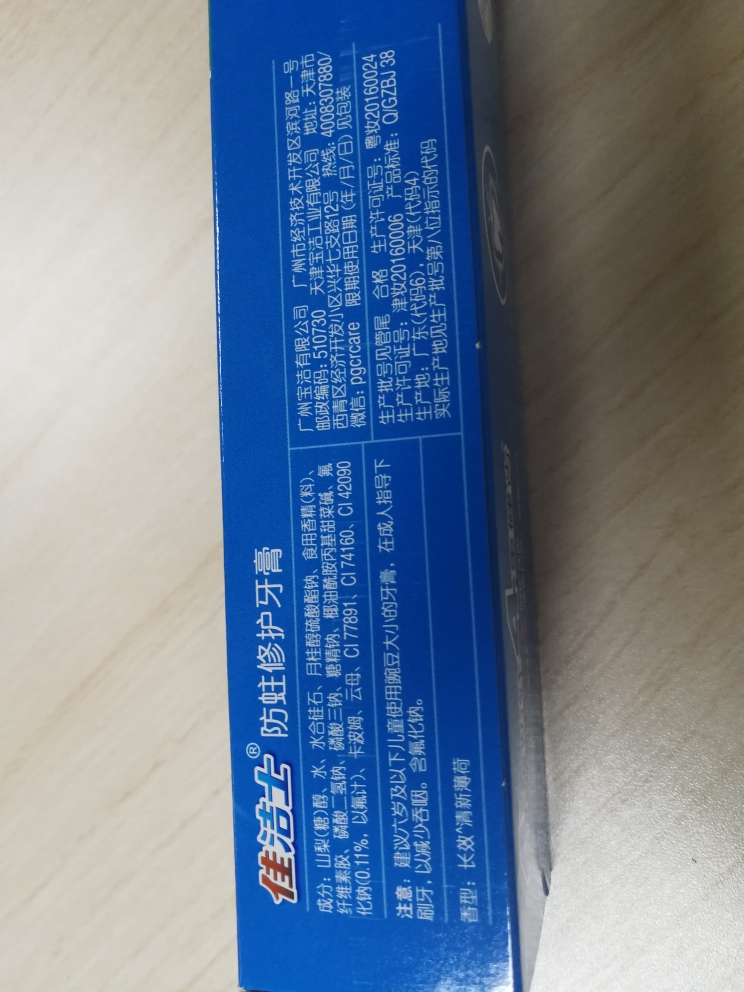 佳洁士® 防蛀修护牙膏
成分：山梨(糖)醇、水、水合硅石、月桂醇硫酸酯钠、食用香精(料)、
纤维素胶、磷酸二氢钠、磷酸三钠、糖精钠、椰油酰胺丙基甜菜碱、氟
化钠(0.11%，以氟计)、卡波姆、云母、CI 77891、CI 74160、CI 42090
注意：建议六岁及以下儿童使用豌豆大小的牙膏，在成人指导下
刷牙，以减少吞咽。含氟化钠。
香型：长效^清新薄荷
广州宝洁有限公司 广州市经济技术开发区滨河路一号
邮政编码：510730 天津宝洁工业有限公司 地址：天津市
西青区经济开发小区兴华七支路12号 热线：4008307880/
微信：pgcrcare 限期使用日期(年/月/日)见包装
生产批号见管尾 合格 生产许可证号：粤妆20160024
生产许可证号：津妆20160006 产品标准：Q/GZBJ 38
生产地：广东(代码6)，天津(代码4)
实际生产地见生产批号第八位指示的代码